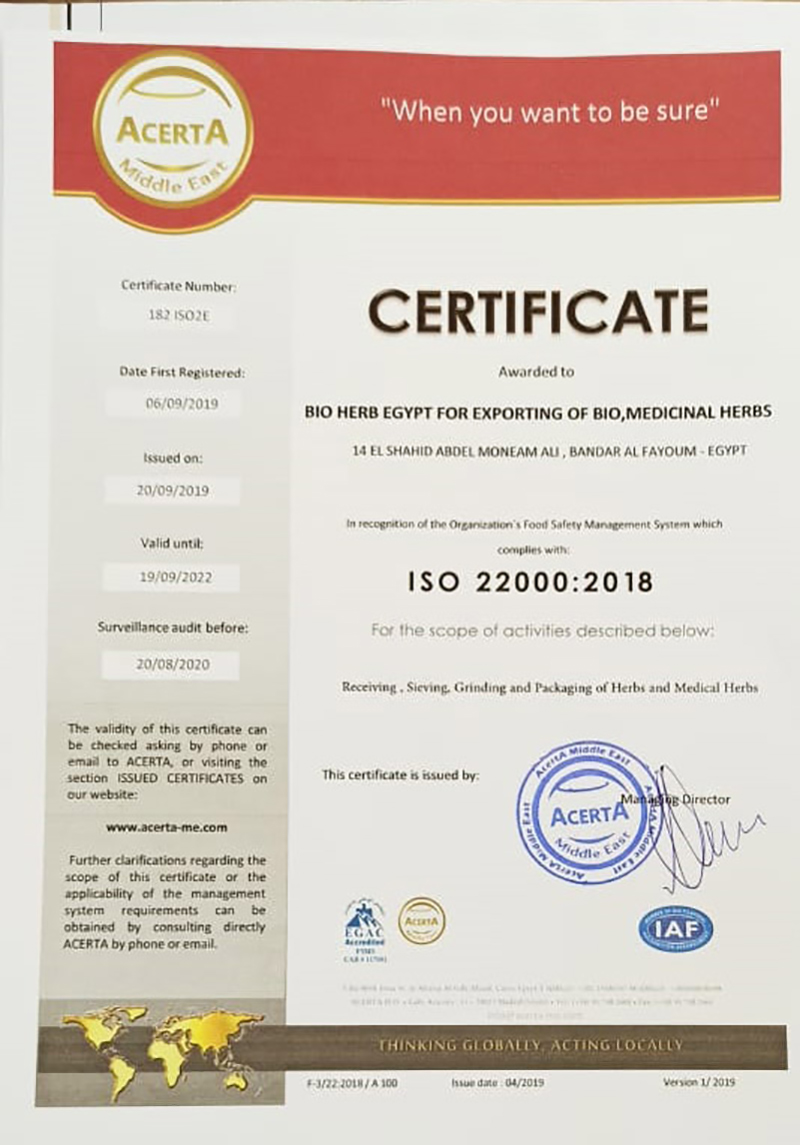 ACERTA
Middle East
"When you want to be sure"
Certificate Number:
182 ISO2E
Date First Registered:
06/09/2019
Issued on:
20/09/2019
Valid until:
19/09/2022
Surveillance audit before:
20/08/2020
The validity of this certificate can
be checked asking by phone or
email to ACERTA, or visiting the
section ISSUED CERTIFICATES on
our website:
www.acerta-me.com
Further clarifications regarding the
scope of this certificate or the
applicability of the management
system requirements can be
obtained by consulting directly
ACERTA by phone or email.
CERTIFICATE
Awarded to
BIO HERB EGYPT FOR EXPORTING OF BIO,MEDICINAL HERBS
14 EL SHAHID ABDEL MONEAM ALI , BANDAR AL FAYOUM - EGYPT
In recognition of the Organization´s Food Safety Management System which
complies with:
ISO 22000:2018
For the scope of activities described below:
Receiving , Sieving, Grinding and Packaging of Herbs and Medical Herbs
This certificate is issued by:
Managing Director
AcertA Middle East
AcertA Middle East
AcertA Middle East
ACERTA
Middle East
EGAC
Accredited
ACERTA
IAF
THINKING GLOBALLY, ACTING LOCALLY
F-3/22:2018 / A 100
Issue date : 04/2019
Version 1/ 2019